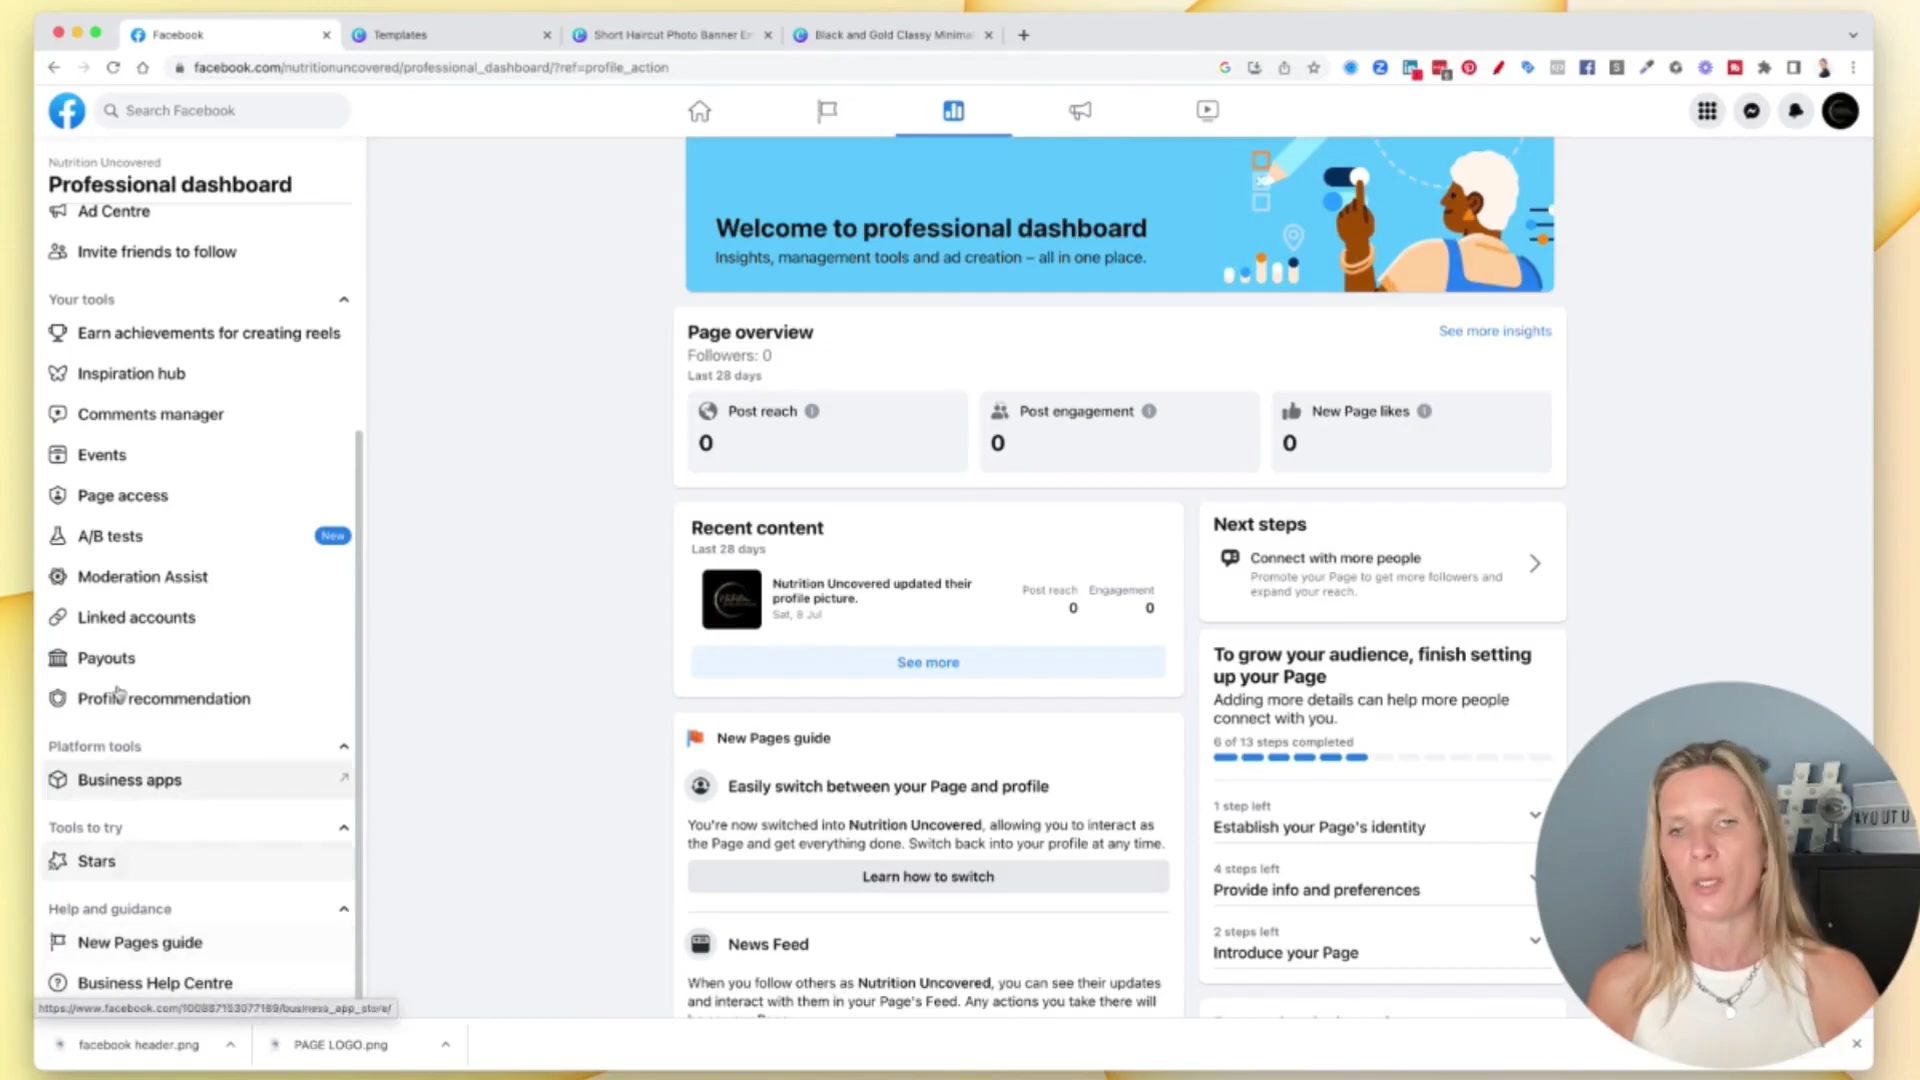 Facebook
Templates
Short Haircut Photo Banner Em
Black and Gold Classy Minimal
facebook.com/nutritionuncovered/professional_dashboard/?ref=profile_action
Search Facebook
Nutrition Uncovered
Professional dashboard
Ad Centre
Invite friends to follow
Your tools
Earn achievements for creating reels
Inspiration hub
Comments manager
Events
Page access
A/B tests
New
Moderation Assist
Linked accounts
Payouts
Profile recommendation
Platform tools
Business apps
Tools to try
Stars
Help and guidance
New Pages guide
Business Help Centre
Welcome to professional dashboard
Insights, management tools and ad creation – all in one place.
Page overview
See more insights
Followers: 0
Last 28 days
Post reach
0
Post engagement
0
New Page likes
0
Recent content
Last 28 days
Nutrition Uncovered updated their
profile picture.
Sat, 8 Jul
Post reach
0
Engagement
0
See more
New Pages guide
Easily switch between your Page and profile
You're now switched into Nutrition Uncovered, allowing you to interact as
the Page and get everything done. Switch back into your profile at any time.
Learn how to switch
News Feed
When you follow others as Nutrition Uncovered, you can see their updates
and interact with them in your Page's Feed. Any actions you take there will
Next steps
Connect with more people
Promote your Page to get more followers and
expand your reach.
To grow your audience, finish setting
up your Page
Adding more details can help more people
connect with you.
6 of 13 steps completed
1 step left
Establish your Page's identity
4 steps left
Provide info and preferences
2 steps left
Introduce your Page
facebook header.png
PAGE LOGO.png